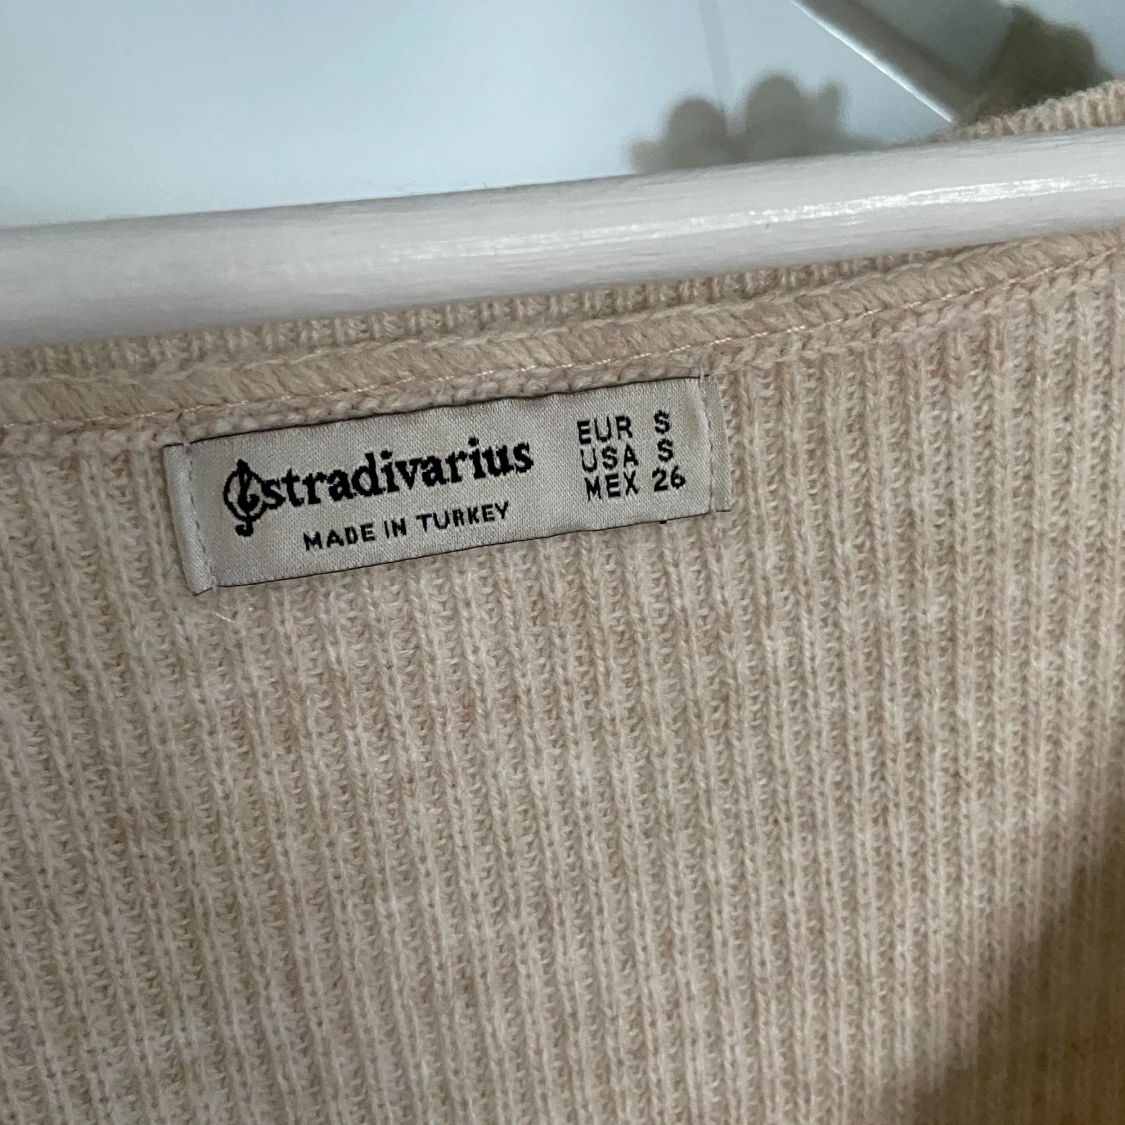 stradivarius
MADE IN TURKEY
EUR S
USA S
MEX 26